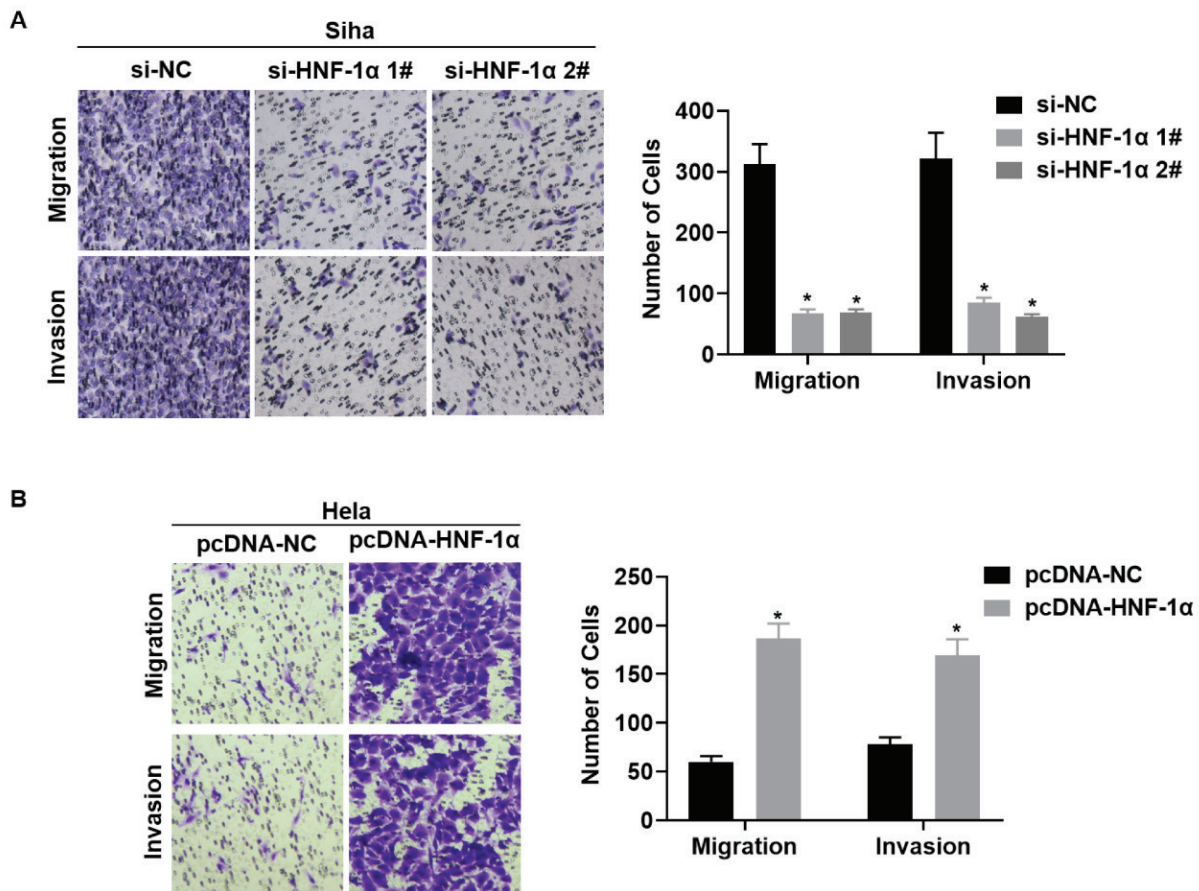 A
Siha
si-NC
si-HNF-1α 1#
si-HNF-1α 2#
Migration
Invasion
Number of Cells
400
300
200
100
0
Migration
Invasion
si-NC
si-HNF-1α 1#
si-HNF-1α 2#
*
*
*
*
B
Hela
pcDNA-NC
pcDNA-HNF-1α
Migration
Invasion
Number of Cells
250
200
150
100
50
0
Migration
Invasion
pcDNA-NC
pcDNA-HNF-1α
*
*